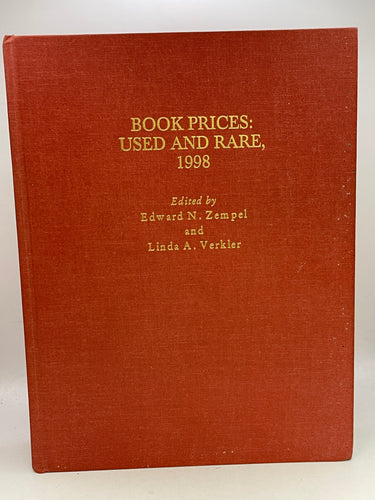 BOOK PRICES:
USED AND RARE,
1998
Edited by
Edward N. Zempel
and
Linda A. Verkler